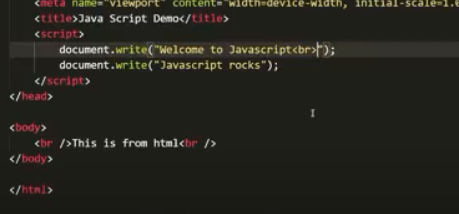 <meta name="viewport" content="width=device-width, initial-scale=1.0
<title>Java Script Demo</title>
<script>
document.write("Welcome to Javascript<br>");
document.write("Javascript rocks");
</script>
</head>
<body>
<br />This is from html<br />
</body>
</html>